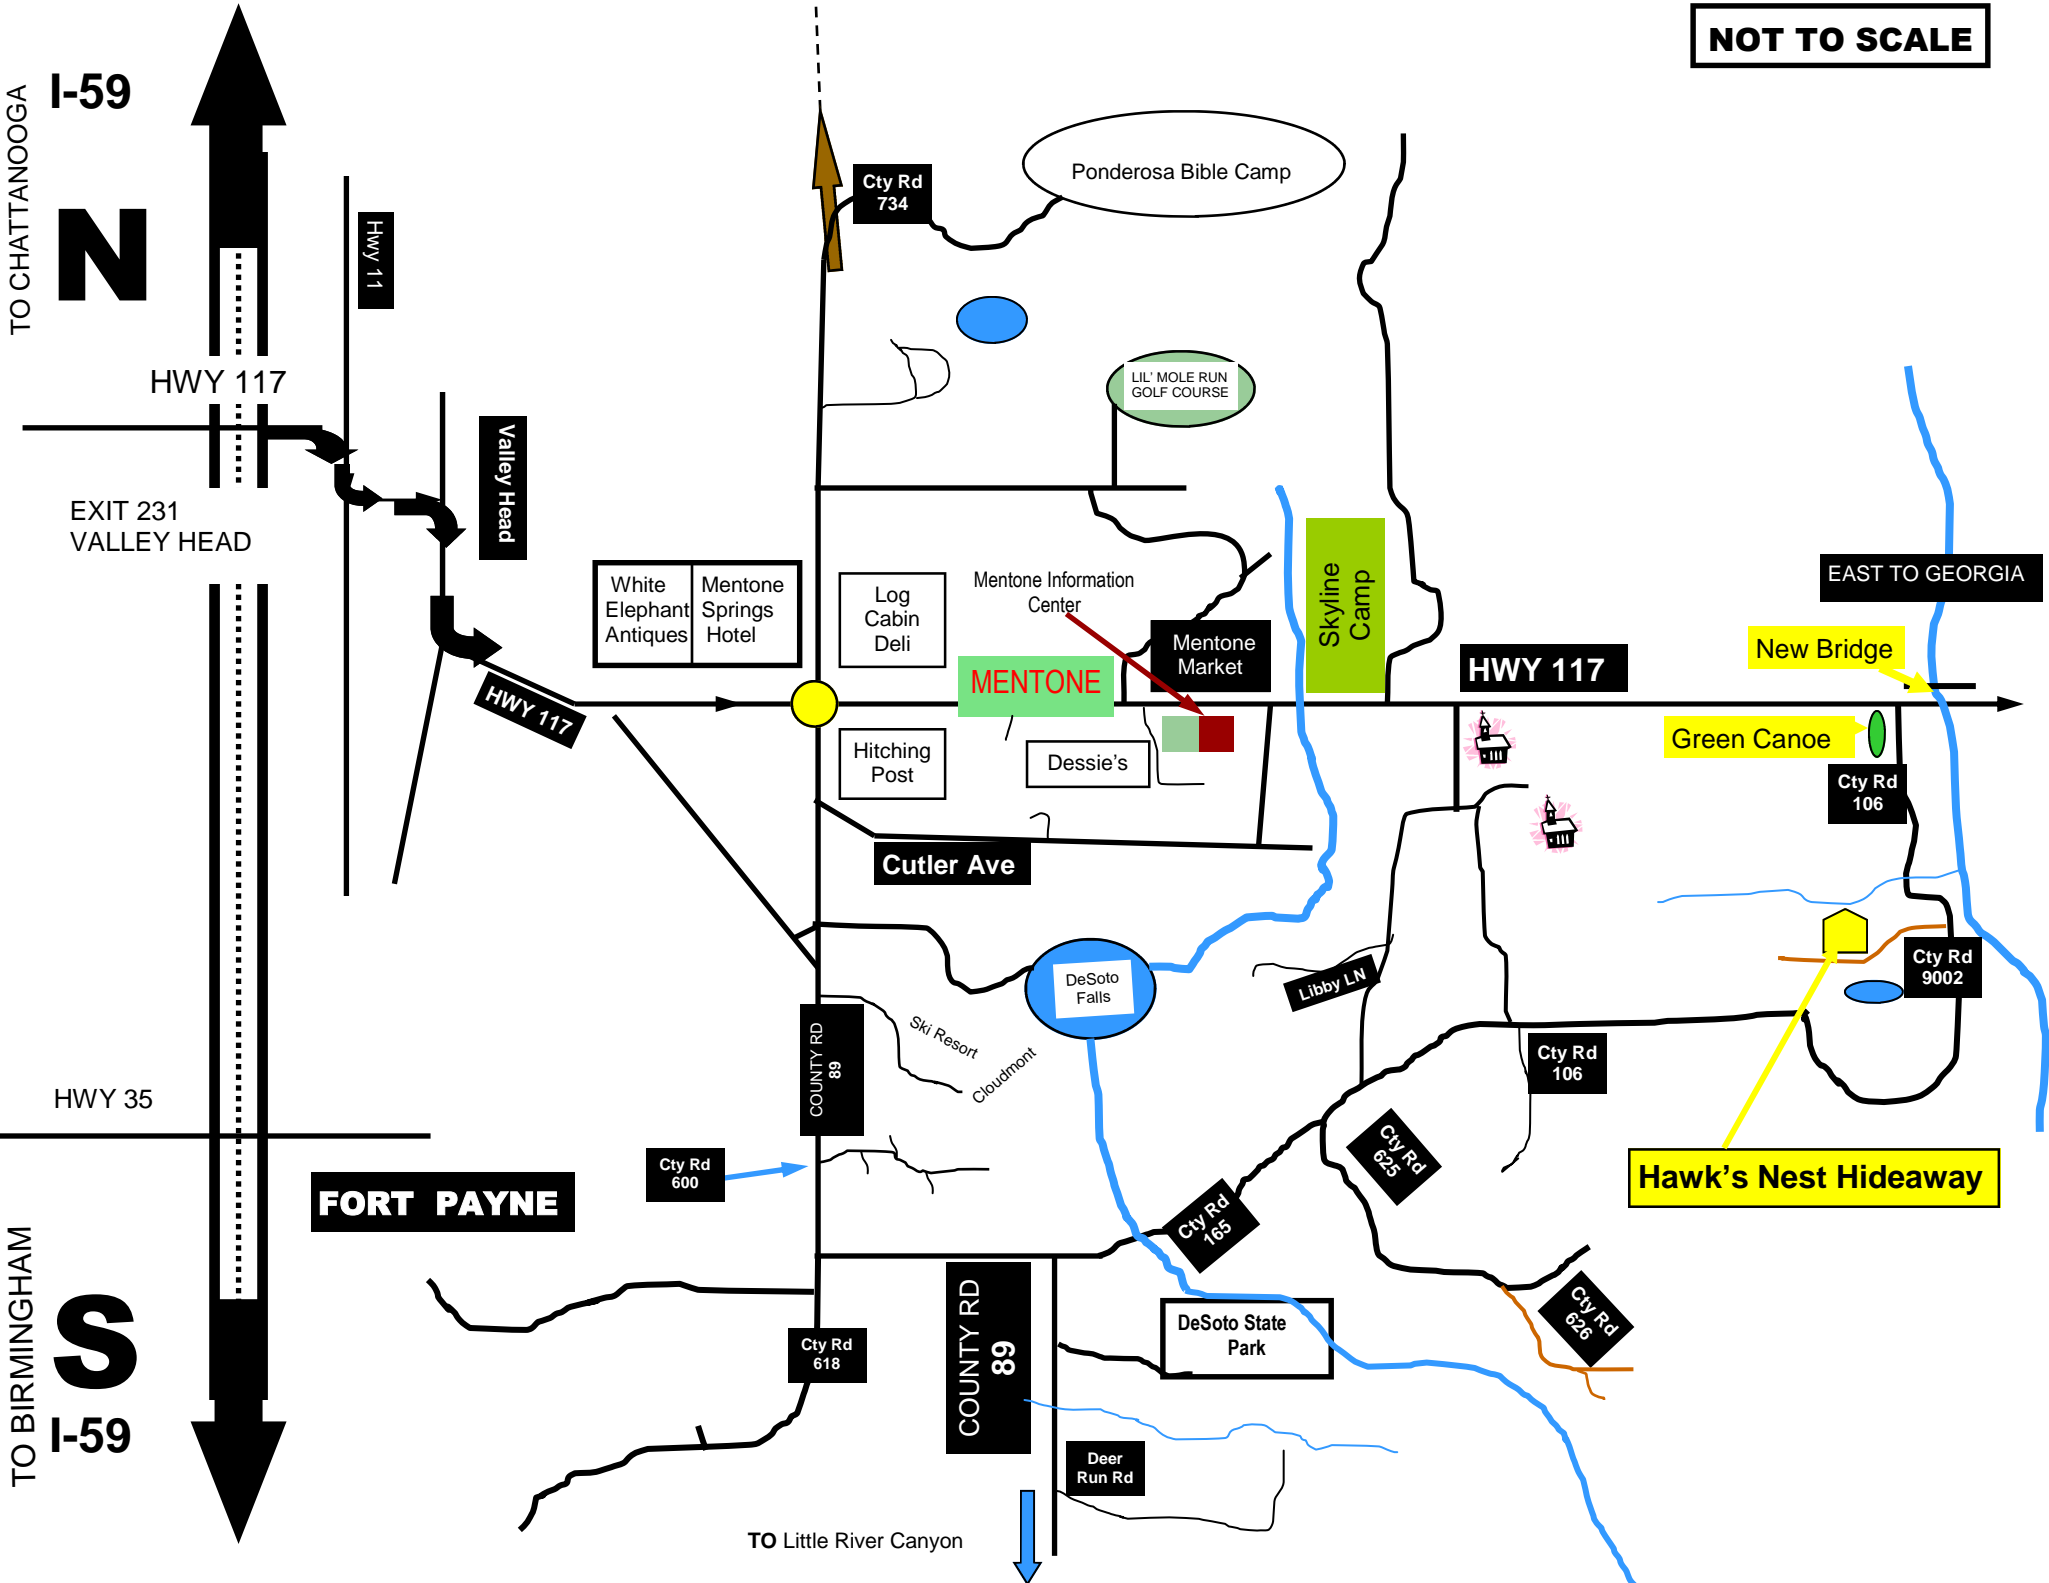 NOT TO SCALE
I-59
TO CHATTANOOGA
N
Hwy 11
HWY 117
EXIT 231
VALLEY HEAD
Valley Head
Cty Rd
734
Ponderosa Bible Camp
LIL' MOLE RUN
GOLF COURSE
White
Elephant
Antiques
Mentone
Springs
Hotel
Log
Cabin
Deli
Mentone Information
Center
Mentone
Market
Skyline
Camp
MENTONE
HWY 117
HWY 117
EAST TO GEORGIA
New Bridge
Green Canoe
Cty Rd
106
Hitching
Post
Dessie's
Cutler Ave
DeSoto
Falls
Libby LN
Cty Rd
9002
Ski Resort
Cloudmont
COUNTY RD
89
Cty Rd
106
HWY 35
FORT PAYNE
Cty Rd
600
Cty Rd
625
Cty Rd
165
Hawk's Nest Hideaway
TO BIRMINGHAM
S
I-59
Cty Rd
618
COUNTY RD
89
DeSoto State
Park
Cty Rd
626
Deer
Run Rd
TO Little River Canyon